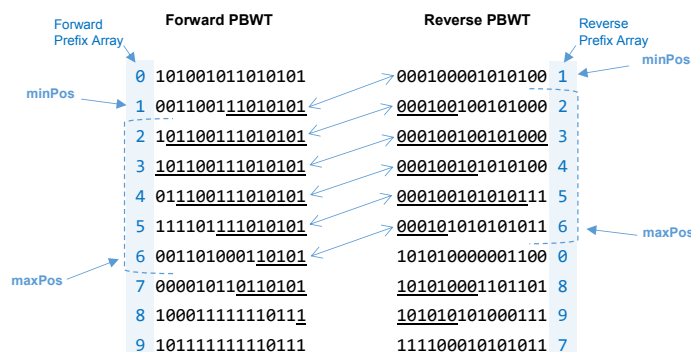 Forward PBWT
Reverse PBWT
Forward
Prefix Array
Reverse
Prefix Array
minPos
minPos
0 101001011010101 000100001010100 1
1 001100111010101 000100100101000 2
2 101100111010101 000100100101000 3
3 101100111010101 000100101010100 4
4 011100111010101 000100101010111 5
5 111101111010101 000101010101011 6
6 001101000110101 101010000001100 0
7 000010110110101 101010001101101 8
8 100011111110111 101010101000111 9
9 101111111110111 111100010101011 7
maxPos
maxPos